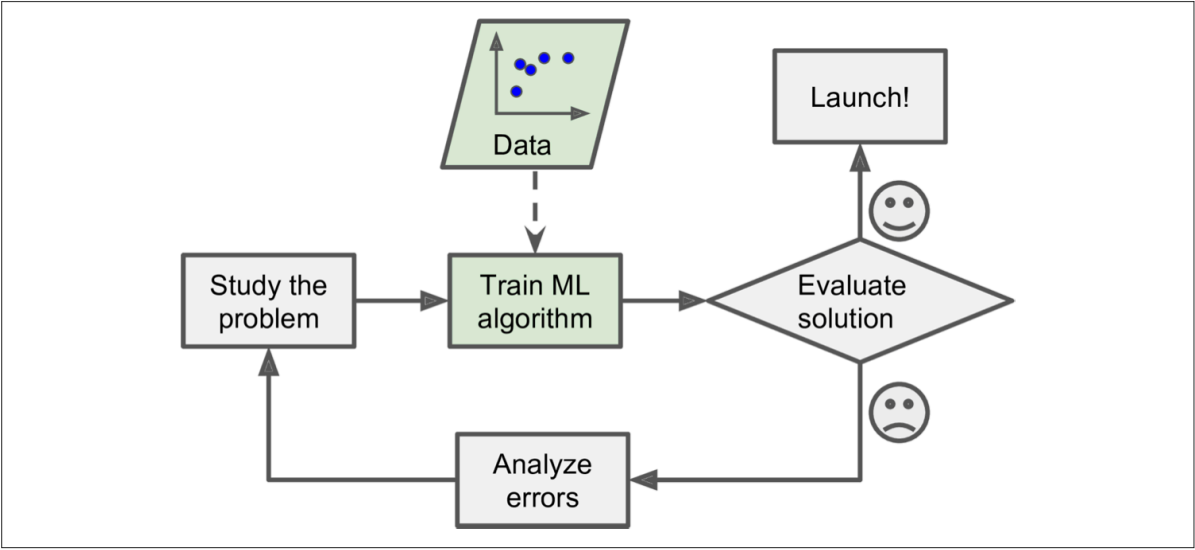 Data
Launch!
Study the
problem
Train ML
algorithm
Evaluate
solution
Analyze
errors